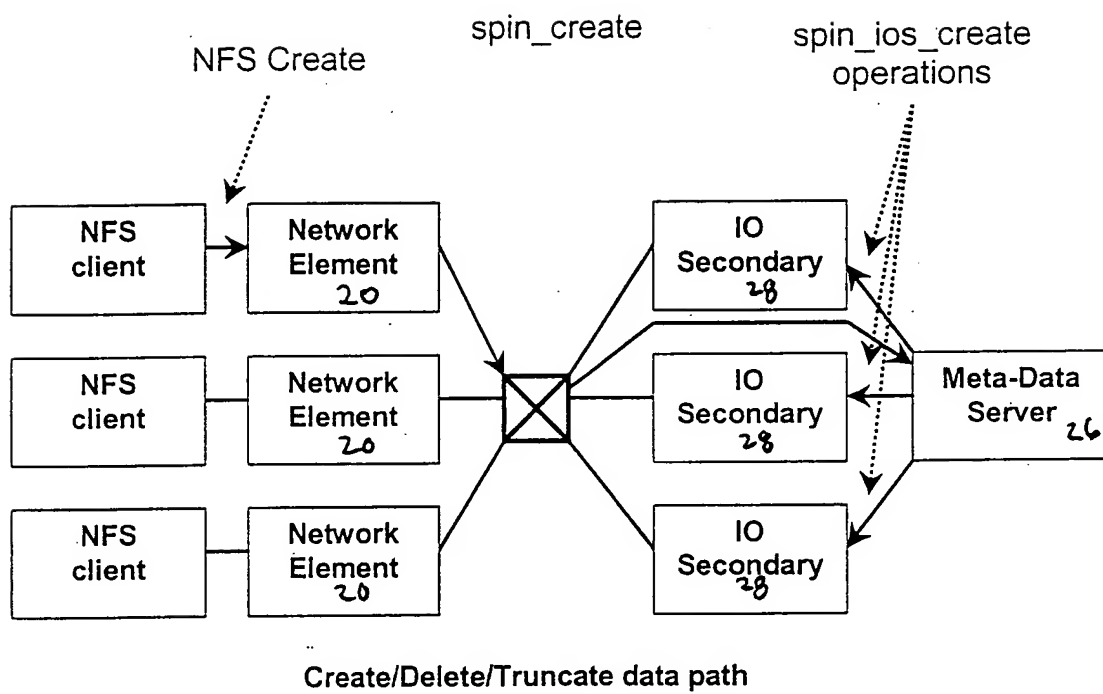 spin_create
NFS Create
spin_ios_create
operations
NFS
client
Network
Element
20
IO
Secondary
28
NFS
client
Network
Element
20
IO
Secondary
28
Meta-Data
Server 26
NFS
client
Network
Element
20
IO
Secondary
28
Create/Delete/Truncate data path